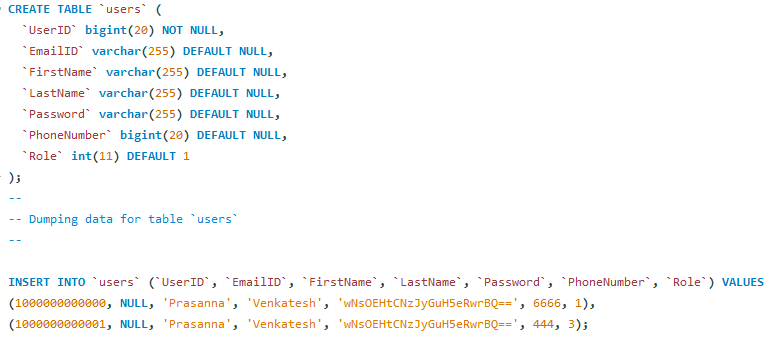 CREATE TABLE `users` (
`UserID` bigint(20) NOT NULL,
`EmailID` varchar(255) DEFAULT NULL,
`FirstName` varchar(255) DEFAULT NULL,
`LastName` varchar(255) DEFAULT NULL,
`Password` varchar(255) DEFAULT NULL,
`PhoneNumber` bigint(20) DEFAULT NULL,
`Role` int(11) DEFAULT 1
);
--
-- Dumping data for table `users`
--
INSERT INTO `users` (`UserID`, `EmailID`, `FirstName`, `LastName`, `Password`, `PhoneNumber`, `Role`) VALUES
(1000000000000, NULL, 'Prasanna', 'Venkatesh', 'wNsOEHtCNzJyGuH5eRwrBQ==', 6666, 1),
(1000000000001, NULL, 'Prasanna', 'Venkatesh', 'wNsOEHtCNzJyGuH5eRwrBQ==', 444, 3);